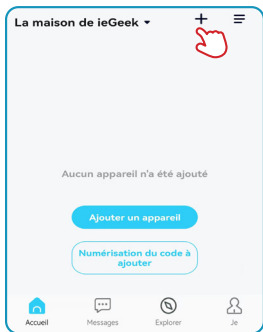 La maison de ieGeek
Aucun appareil n'a été ajouté
Ajouter un appareil
Numérisation du code à
ajouter
Accueil
Messages
Explorer
Je